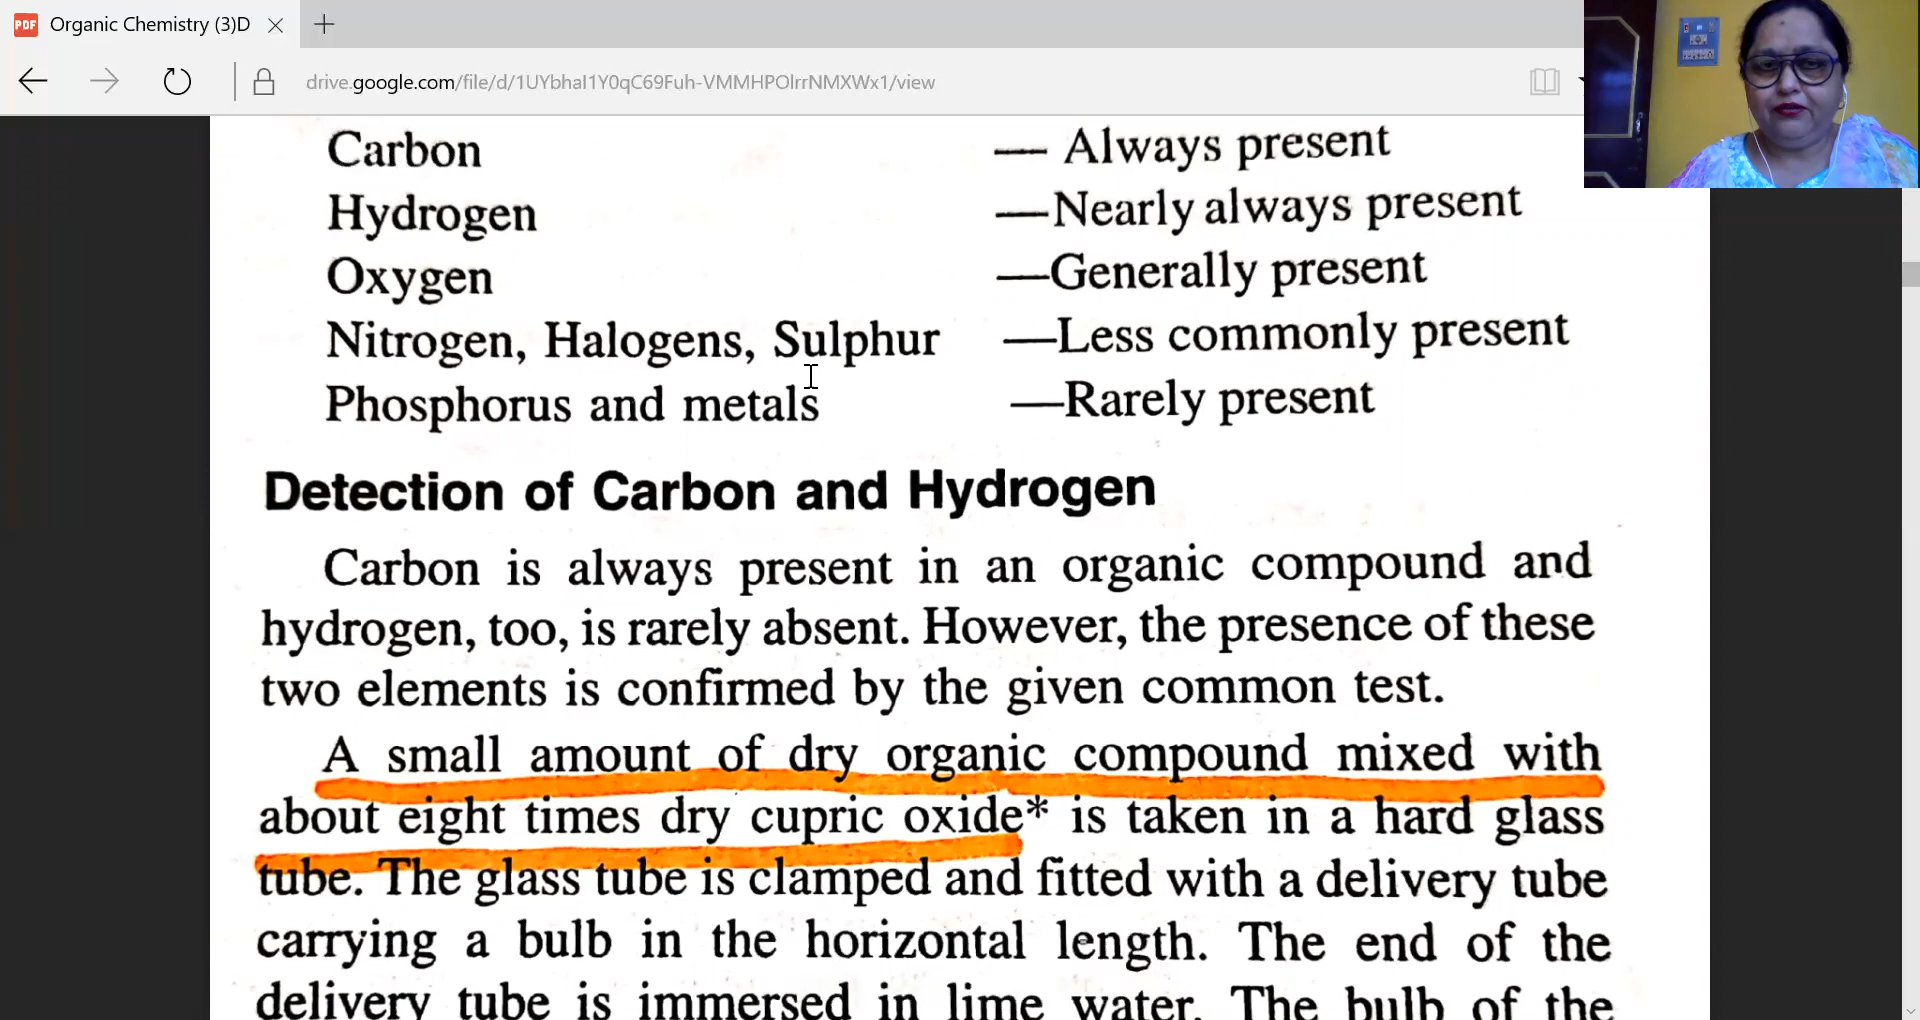 PDF Organic Chemistry (3)D
drive.google.com/file/d/1UYbhaI1Y0qC69Fuh-VMMHPOlrrNMXWx1/view
Carbon — Always present
Hydrogen —Nearly always present
Oxygen —Generally present
Nitrogen, Halogens, Sulphur —Less commonly present
Phosphorus and metals —Rarely present
Detection of Carbon and Hydrogen
Carbon is always present in an organic compound and
hydrogen, too, is rarely absent. However, the presence of these
two elements is confirmed by the given common test.
A small amount of dry organic compound mixed with
about eight times dry cupric oxide* is taken in a hard glass
tube. The glass tube is clamped and fitted with a delivery tube
carrying a bulb in the horizontal length. The end of the
delivery tube is immersed in lime water. The bulb of the